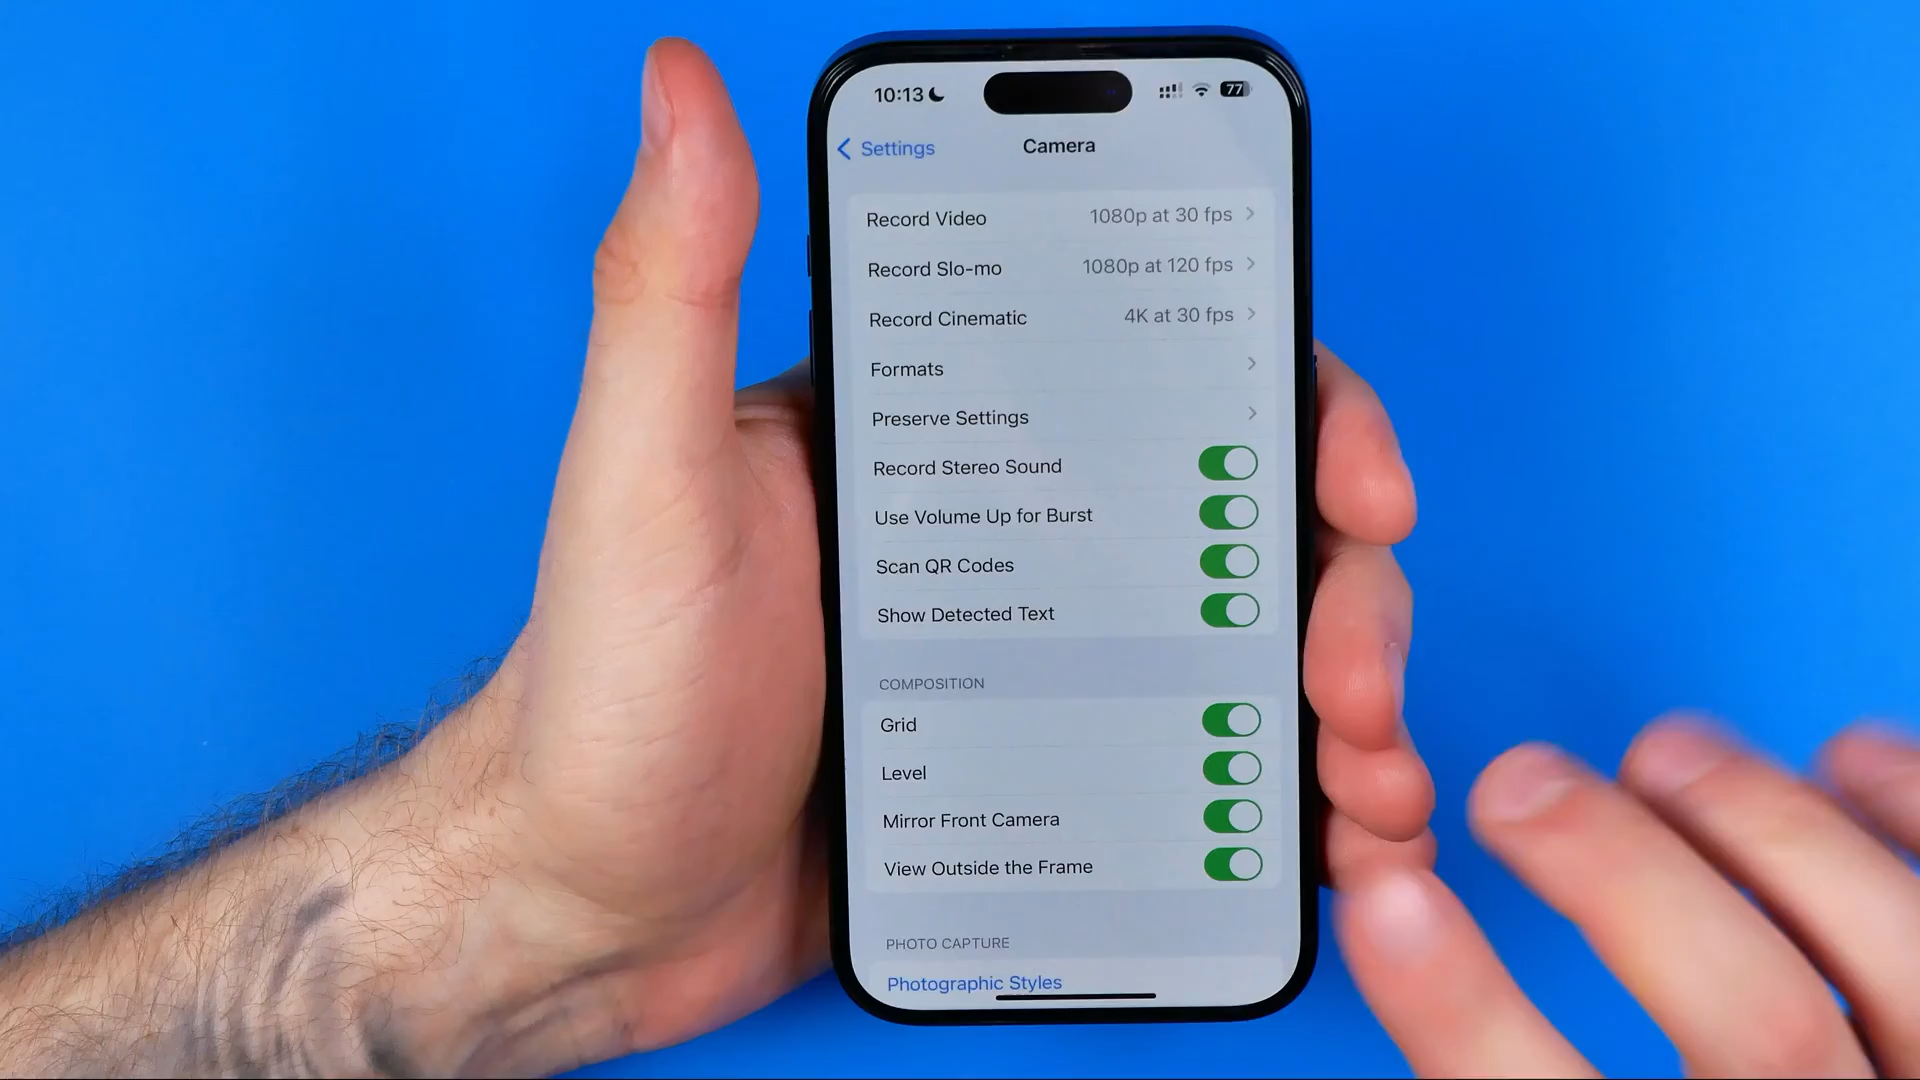 10:13
77
Settings
Camera
Record Video 1080p at 30 fps
Record Slo-mo 1080p at 120 fps
Record Cinematic 4K at 30 fps
Formats
Preserve Settings
Record Stereo Sound
Use Volume Up for Burst
Scan QR Codes
Show Detected Text
COMPOSITION
Grid
Level
Mirror Front Camera
View Outside the Frame
PHOTO CAPTURE
Photographic Styles